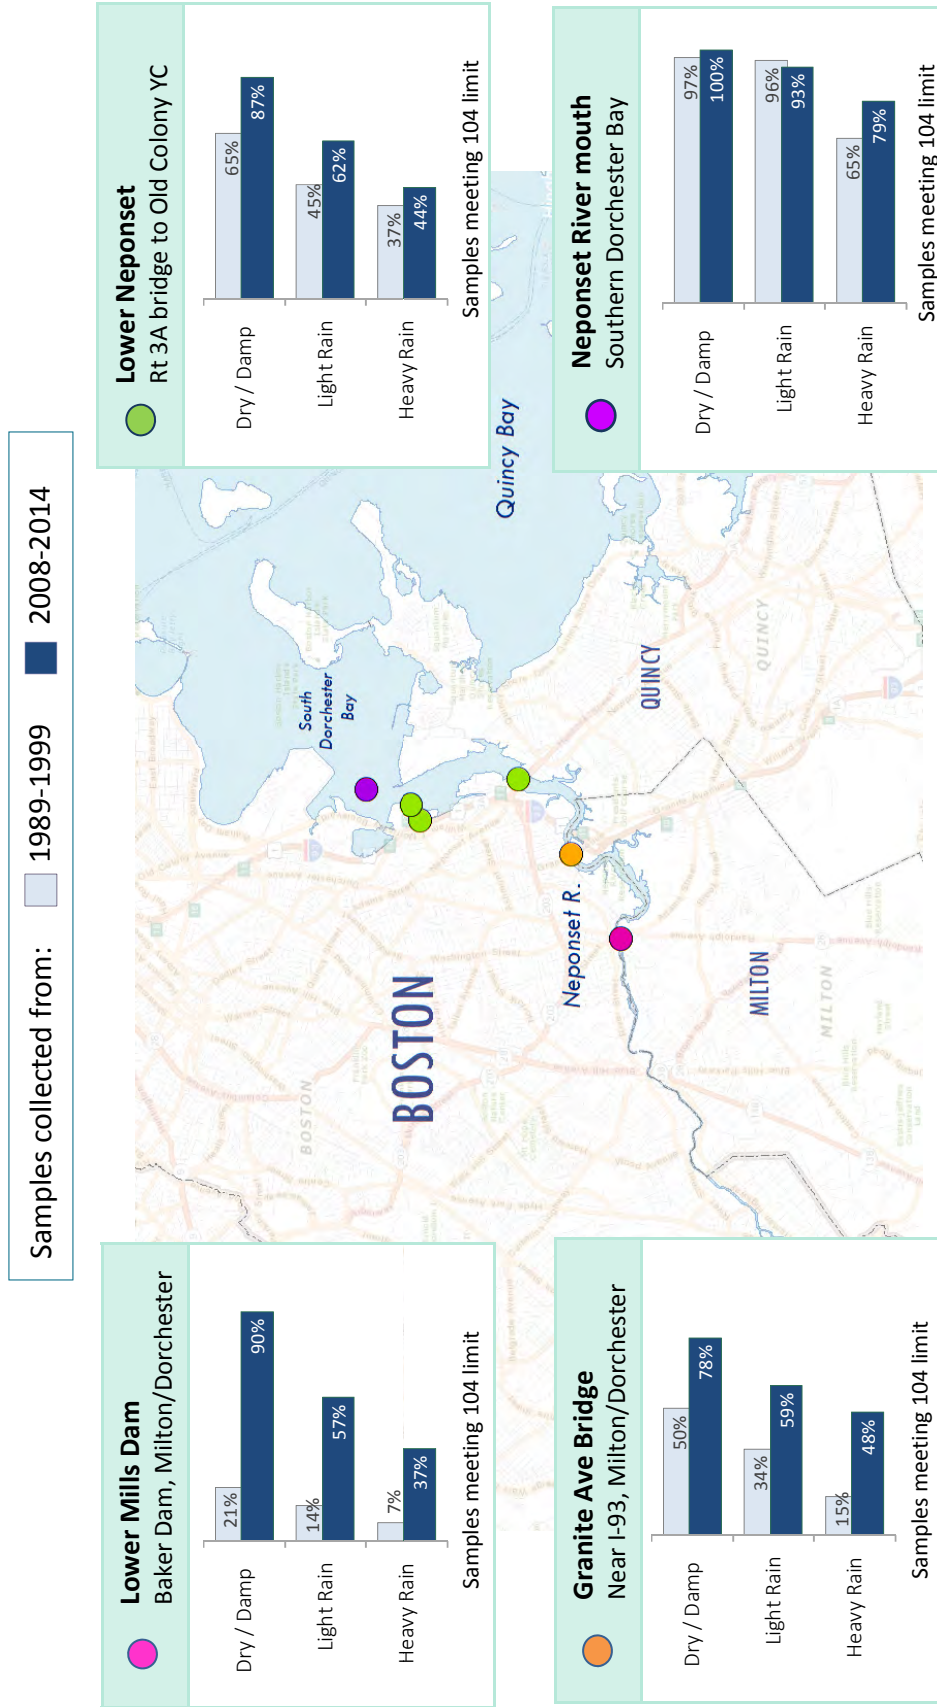 Samples collected from: 1989-1999 2008-2014
Lower Mills Dam
Baker Dam, Milton/Dorchester
Dry / Damp
21%
90%
Light Rain
14%
57%
Heavy Rain
7%
37%
Samples meeting 104 limit
Lower Neponset
Rt 3A bridge to Old Colony YC
Dry / Damp
65%
87%
Light Rain
45%
62%
Heavy Rain
37%
44%
Samples meeting 104 limit
South
Dorchester
Bay
BOSTON
BOSTON
Quincy Bay
Neponset R.
QUINCY
QUINCY
MILTON
MILTON
Granite Ave Bridge
Near I-93, Milton/Dorchester
Dry / Damp
50%
78%
Light Rain
34%
59%
Heavy Rain
15%
48%
Samples meeting 104 limit
Neponset River mouth
Southern Dorchester Bay
Dry / Damp
97%
100%
Light Rain
96%
93%
Heavy Rain
65%
79%
Samples meeting 104 limit